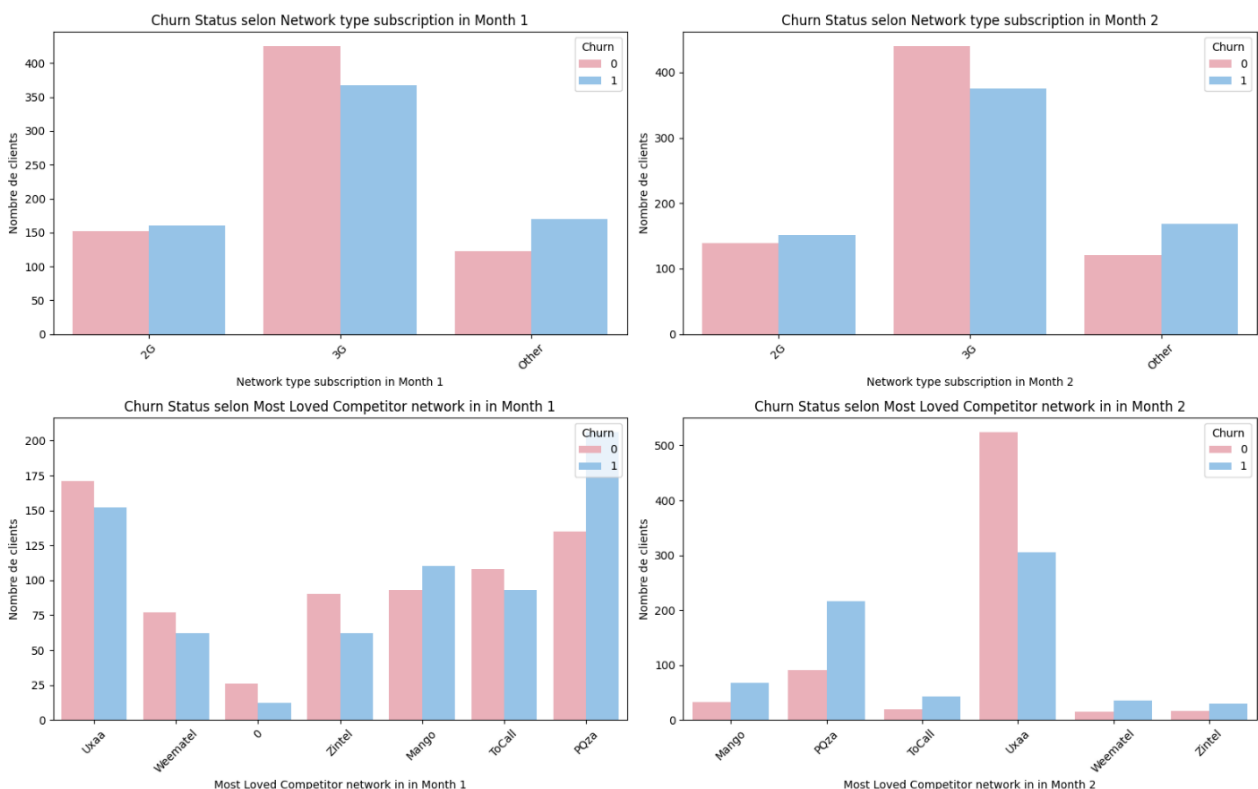 Churn Status selon Network type subscription in Month 1
Churn
0
1
Nombre de clients
400
350
300
250
200
150
100
50
0
2G
3G
Other
Network type subscription in Month 1
Churn Status selon Network type subscription in Month 2
Churn
0
1
Nombre de clients
400
300
200
100
0
2G
3G
Other
Network type subscription in Month 2
Churn Status selon Most Loved Competitor network in in Month 1
Churn
0
1
Nombre de clients
200
175
150
125
100
75
50
25
0
Uxaa
Weematel
0
Zintel
Mango
ToCall
PQza
Most Loved Competitor network in in Month 1
Churn Status selon Most Loved Competitor network in in Month 2
Churn
0
1
Nombre de clients
500
400
300
200
100
0
Mango
PQza
ToCall
Uxaa
Weematel
Zintel
Most Loved Competitor network in in Month 2